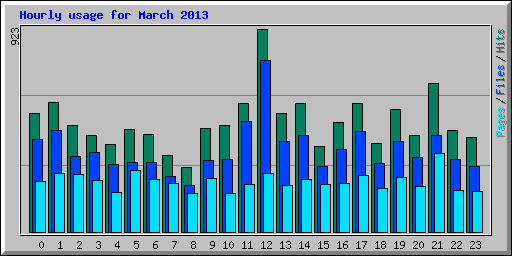 Hourly usage for March 2013
923
Pages/Files/Hits
0 1 2 3 4 5 6 7 8 9 10 11 12 13 14 15 16 17 18 19 20 21 22 23